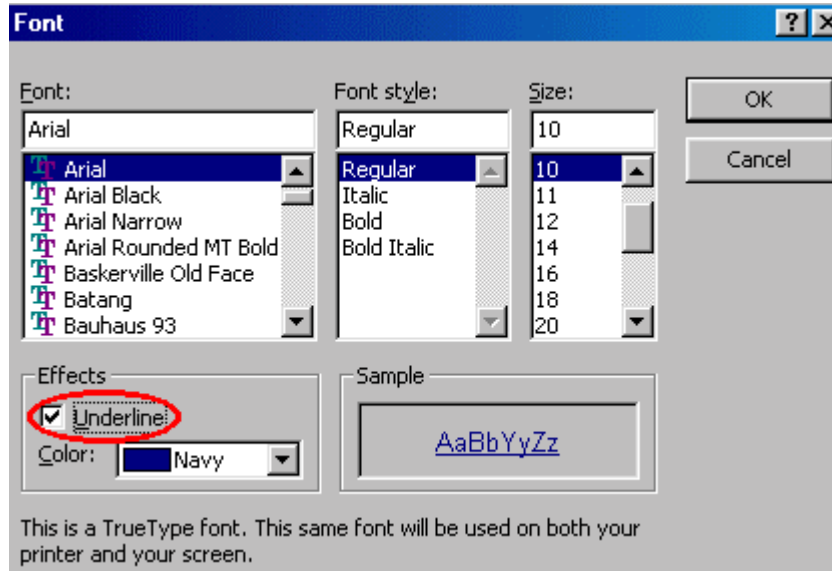 Font
Font:
Font style:
Size:
OK
Arial
Regular
10
Cancel
Arial
Arial Black
Arial Narrow
Arial Rounded MT Bold
Baskerville Old Face
Batang
Bauhaus 93
Regular
Italic
Bold
Bold Italic
10
11
12
14
16
18
20
Effects
Underline
Color:
Navy
Sample
AaBbYyZz
This is a TrueType font. This same font will be used on both your
printer and your screen.